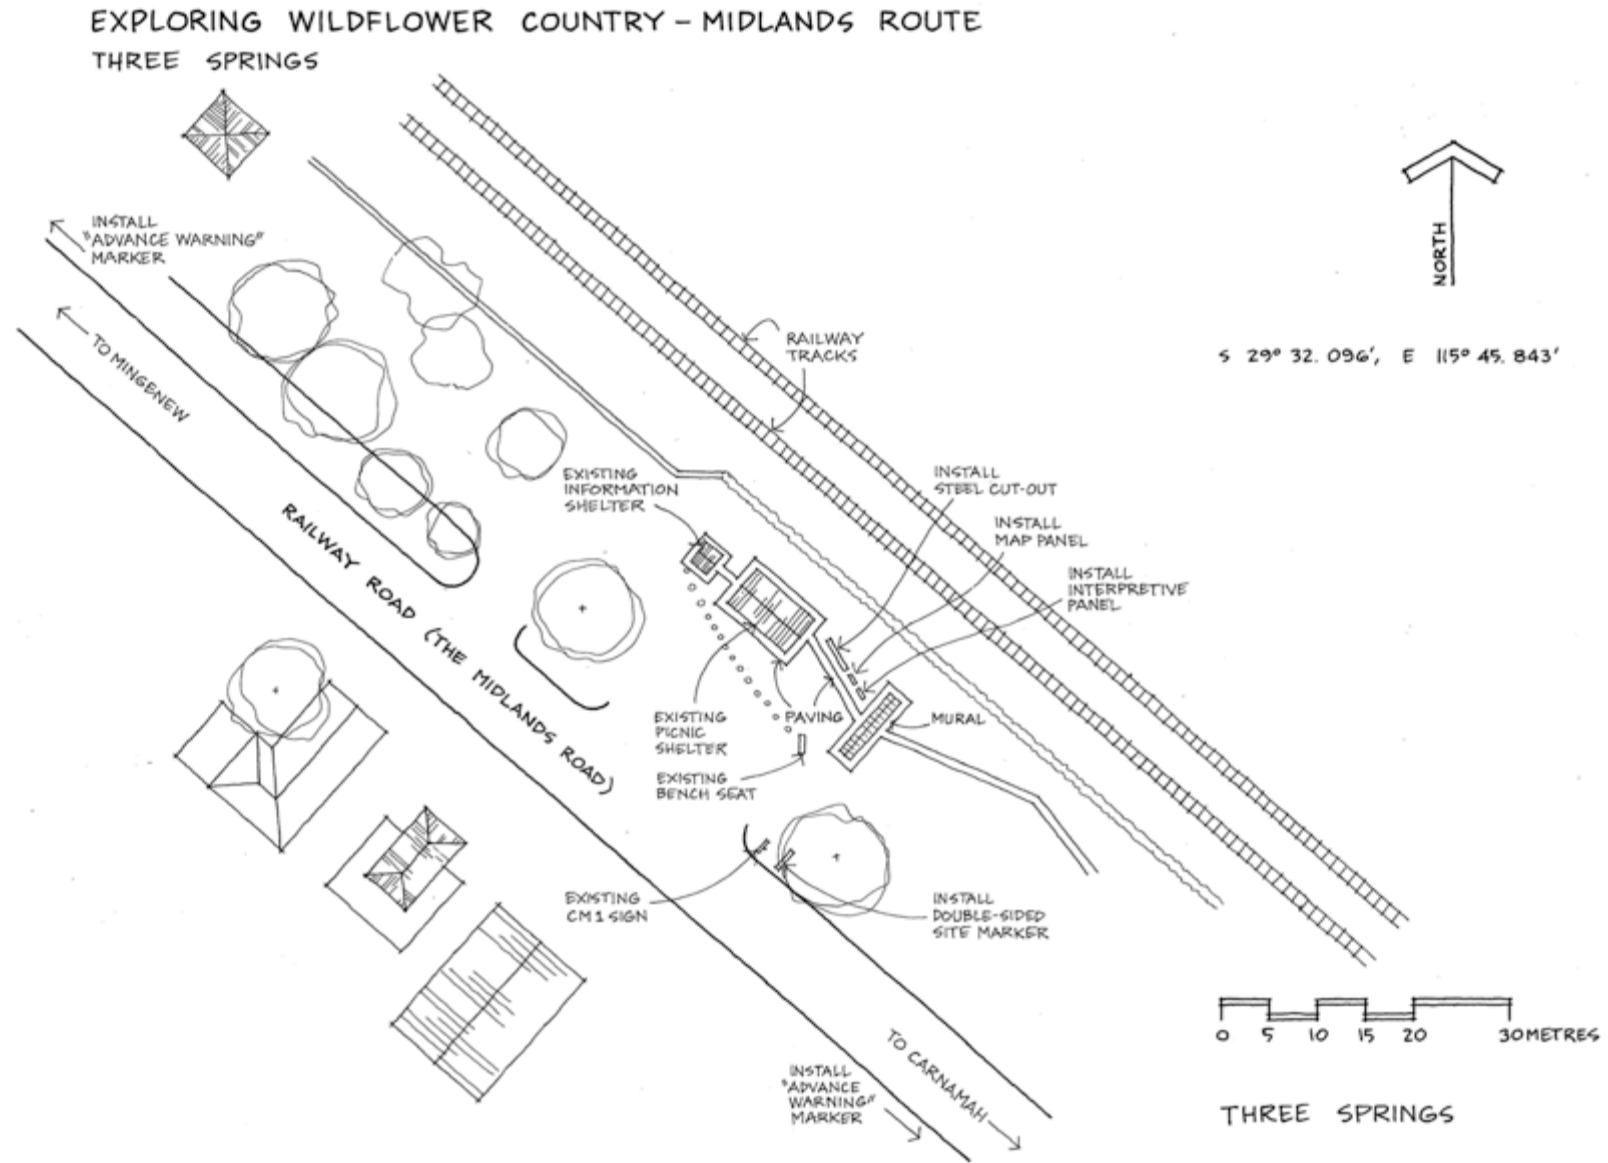 EXPLORING WILDFLOWER COUNTRY – MIDLANDS ROUTE
THREE SPRINGS
INSTALL
"ADVANCE WARNING"
MARKER
TO MINGENEW
RAILWAY ROAD (THE MIDLANDS ROAD)
RAILWAY
TRACKS
NORTH
S 29° 32. 096', E 115° 45. 843'
EXISTING
INFORMATION
SHELTER
INSTALL
STEEL CUT-OUT
INSTALL
MAP PANEL
INSTALL
INTERPRETIVE
PANEL
EXISTING
PICNIC
SHELTER
PAVING
MURAL
EXISTING
BENCH SEAT
EXISTING
CM1 SIGN
INSTALL
DOUBLE-SIDED
SITE MARKER
TO CARNAMAH
INSTALL
"ADVANCE
WARNING"
MARKER
0 5 10 15 20 30 METRES
THREE SPRINGS